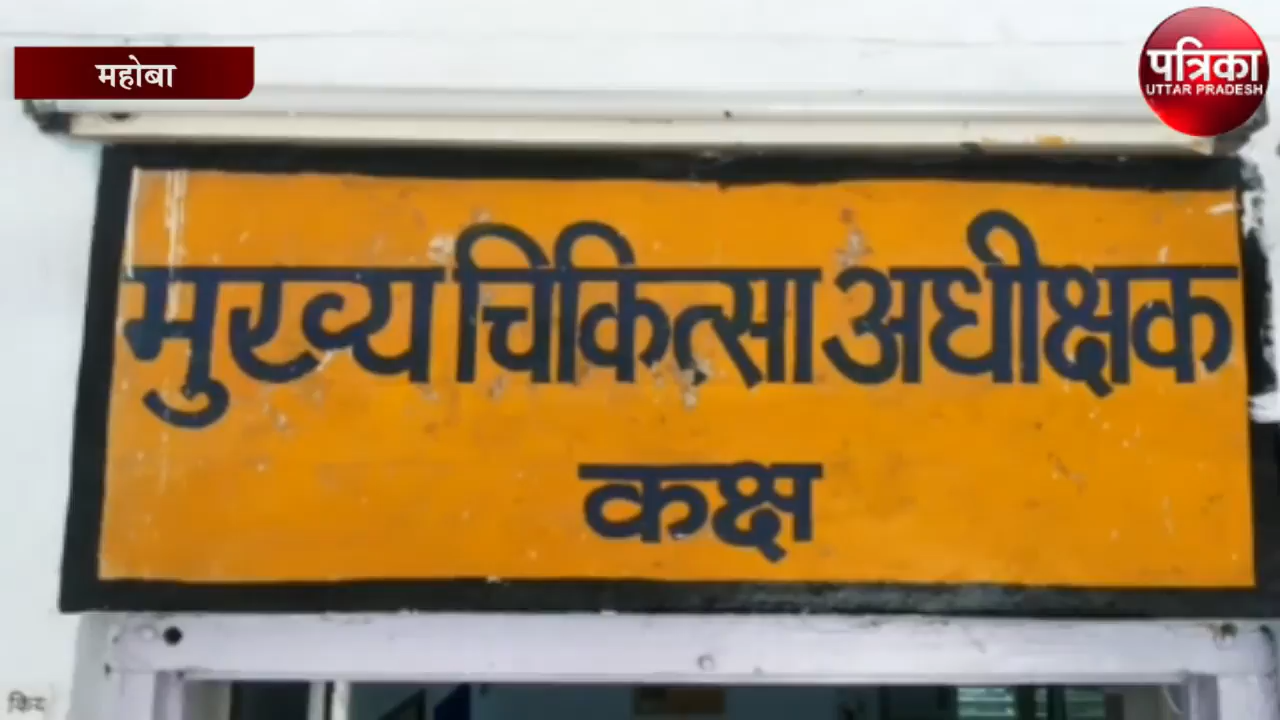 महोबा
पत्रिका
UTTAR PRADESH
मुख्य चिकित्सा अधीक्षक
कक्ष
किय